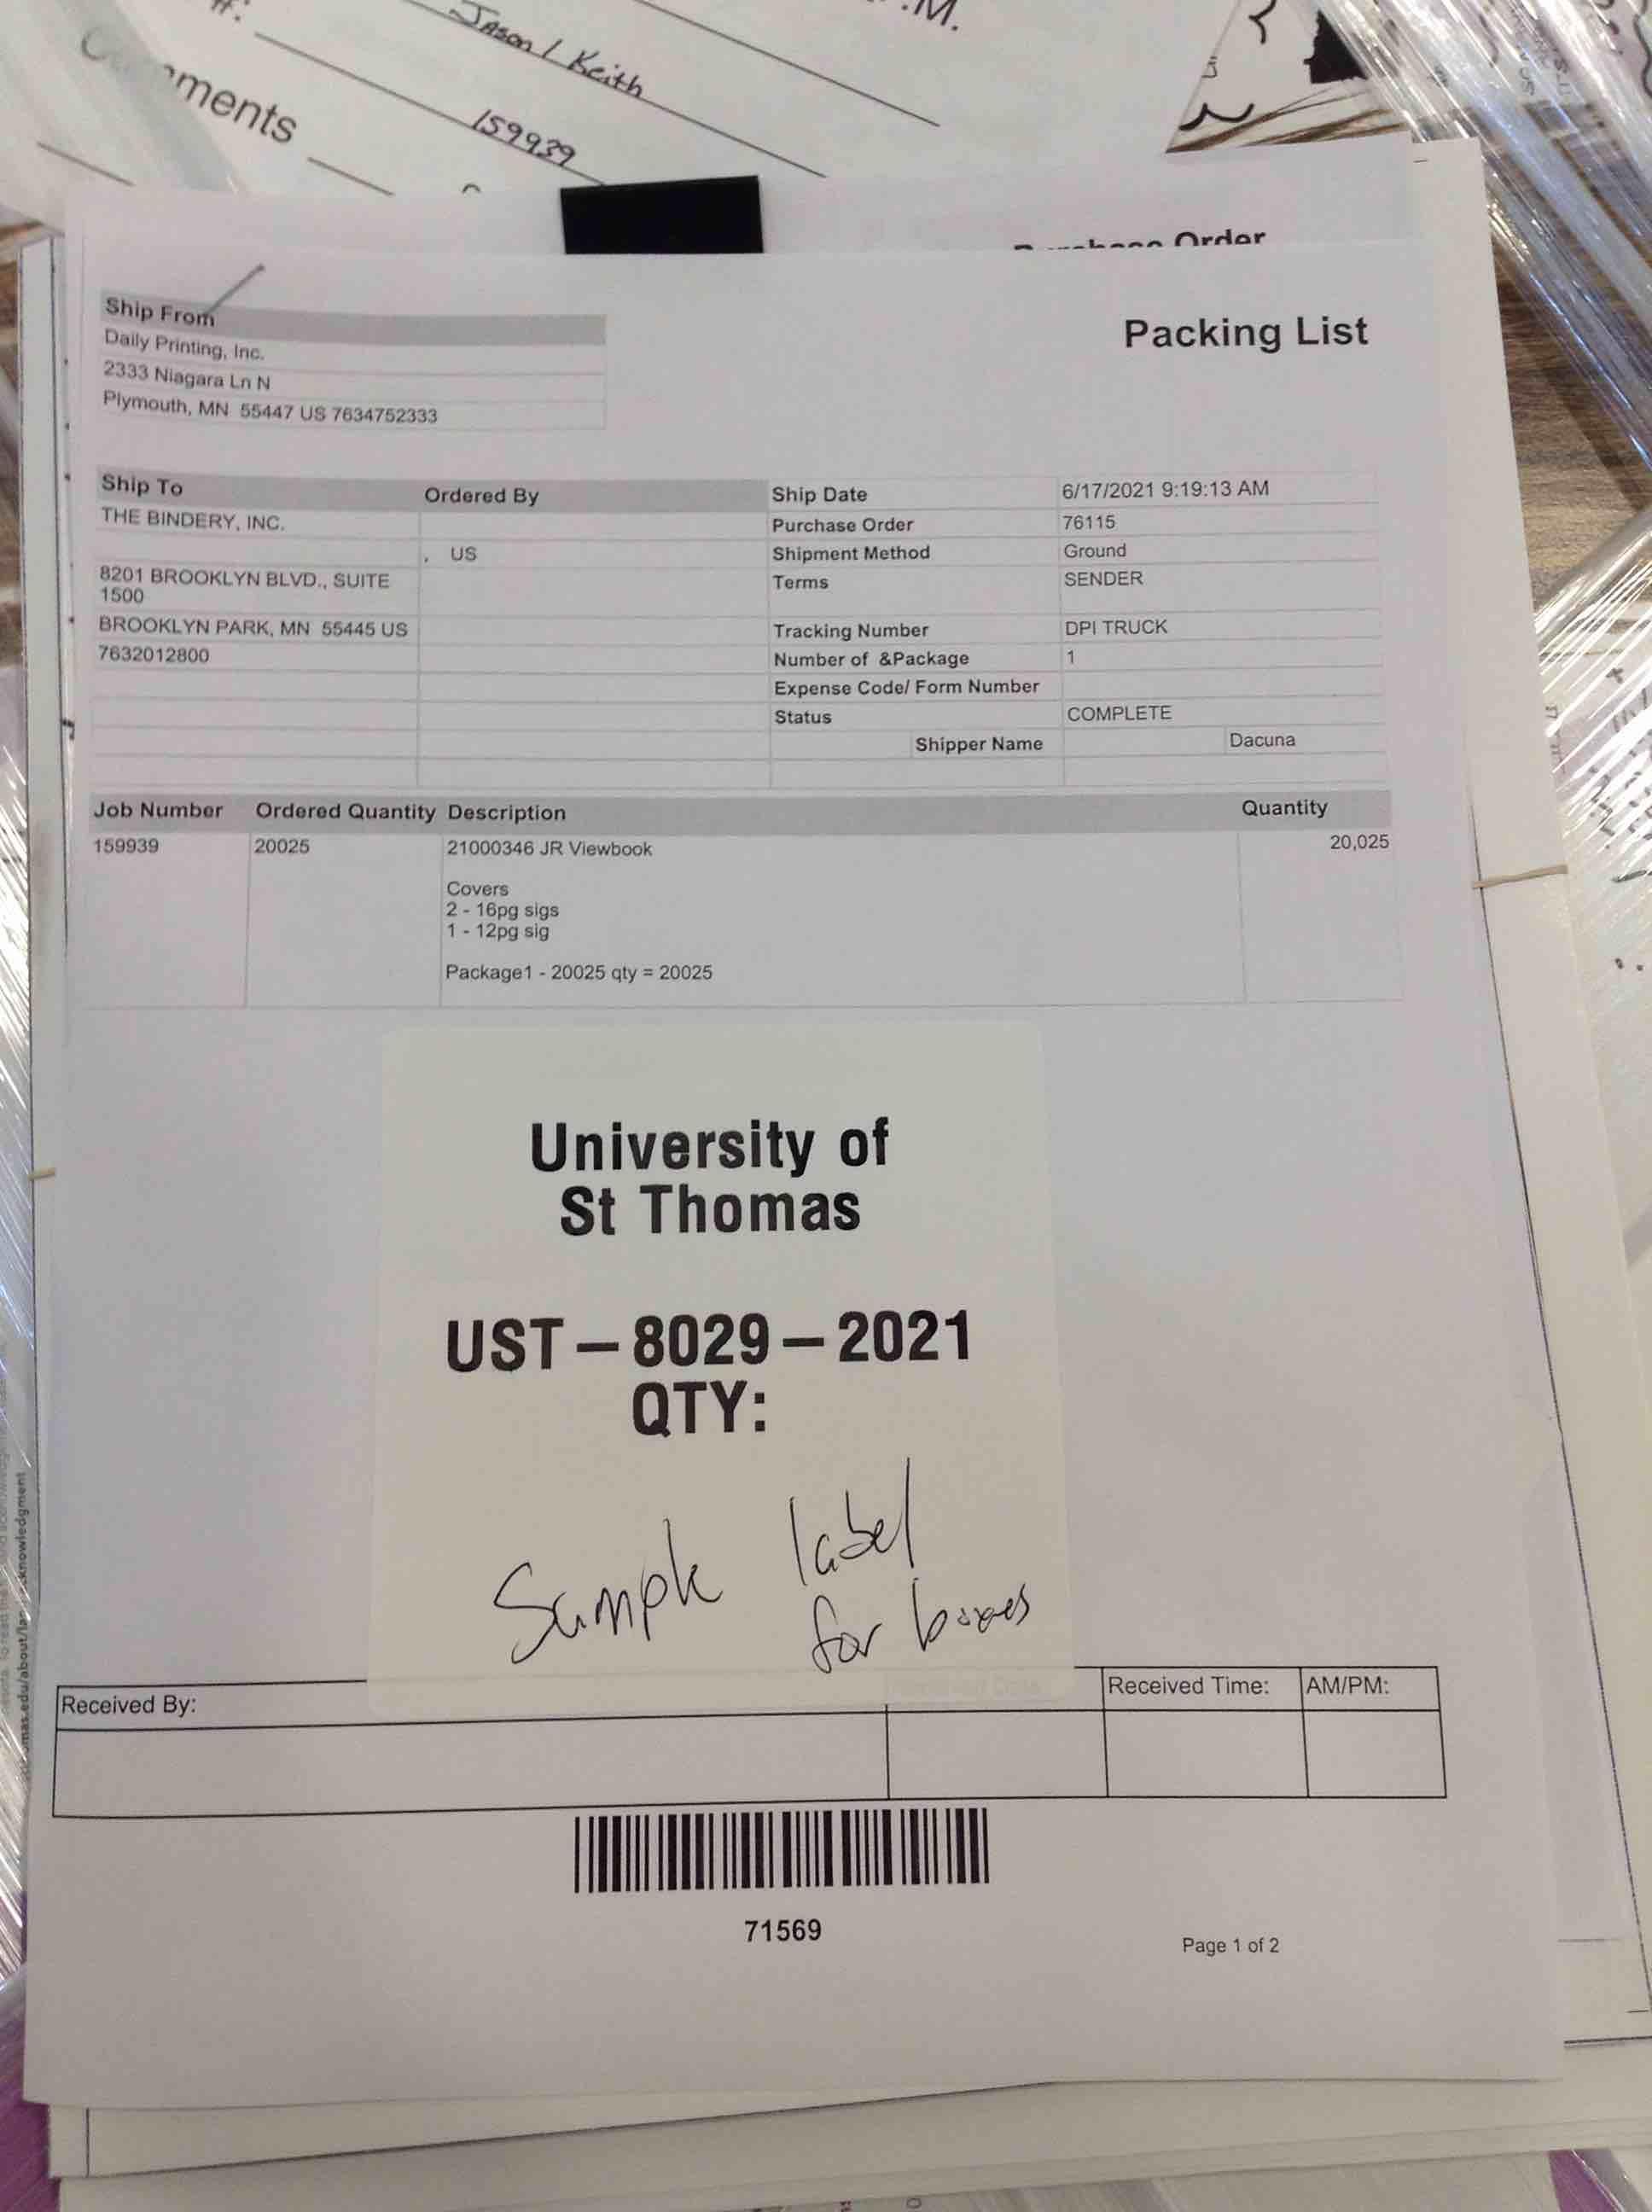 .M.
Jason / Keith
#:
159939
Comments
Purchase Order
Packing List
Ship From
Daily Printing, Inc.
2333 Niagara Ln N
Plymouth, MN 55447 US 7634752333
Ship To Ordered By
THE BINDERY, INC.
, US
8201 BROOKLYN BLVD., SUITE
1500
BROOKLYN PARK, MN 55445 US
7632012800
Ship Date 6/17/2021 9:19:13 AM
Purchase Order 76115
Shipment Method Ground
Terms SENDER
Tracking Number DPI TRUCK
Number of &Package 1
Expense Code/ Form Number
Status COMPLETE
Shipper Name Dacuna
Job Number Ordered Quantity Description Quantity
159939 20025 21000346 JR Viewbook 20,025
Covers
2 - 16pg sigs
1 - 12pg sig
Package1 - 20025 qty = 20025
University of
St Thomas
UST – 8029 – 2021
QTY:
Sample label
for boxes
Received By: Received Time: AM/PM:
71569
Page 1 of 2